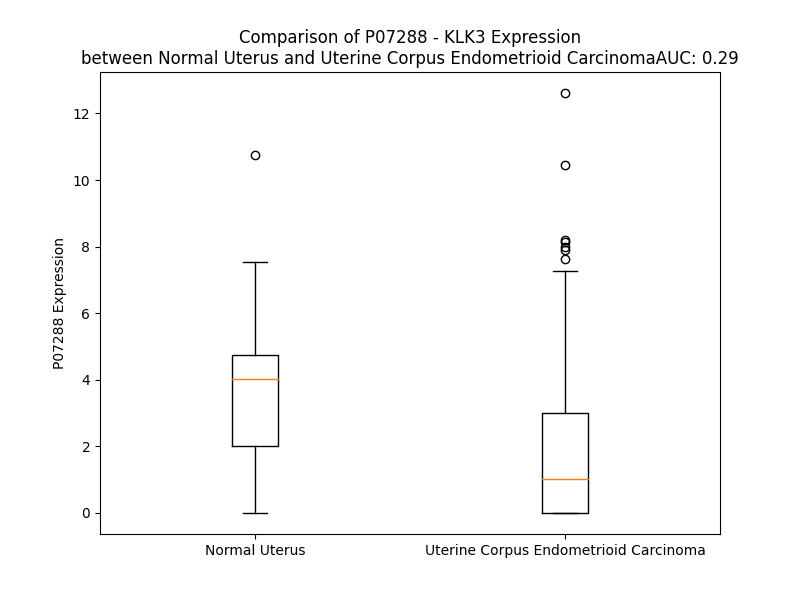 Comparison of P07288 - KLK3 Expression
between Normal Uterus and Uterine Corpus Endometrioid CarcinomaAUC: 0.29
12
10
8
6
4
2
0
P07288 Expression
Normal Uterus
Uterine Corpus Endometrioid Carcinoma